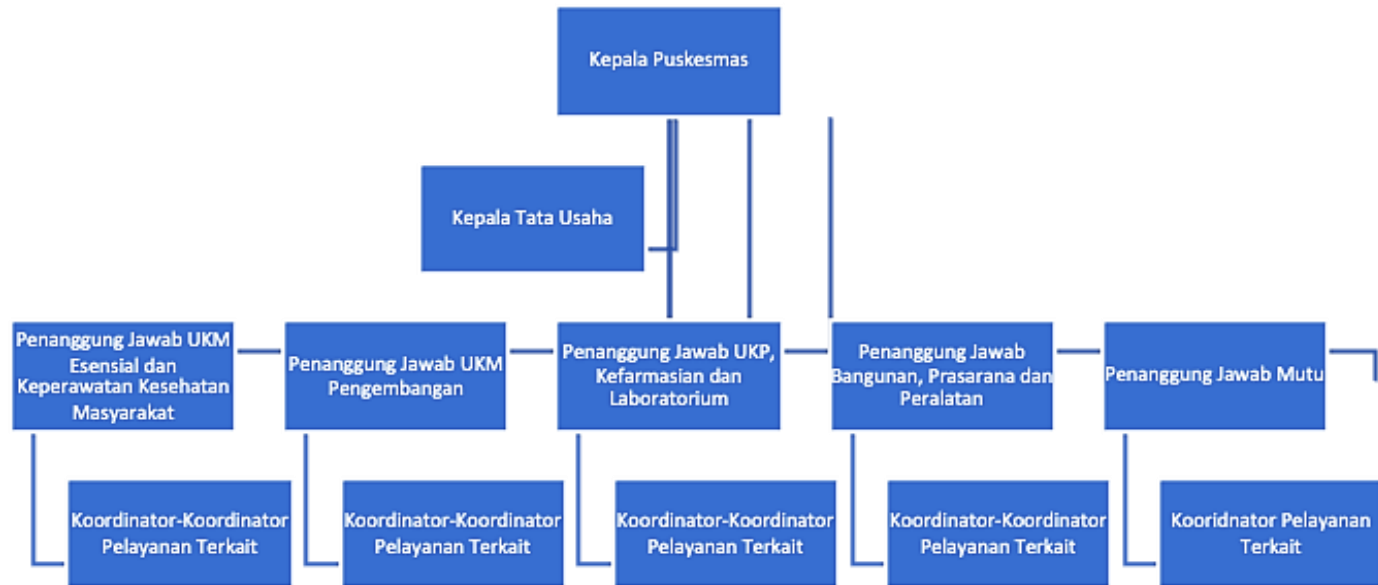 Kepala Puskesmas
Kepala Tata Usaha
Penanggung Jawab UKM
Esensial dan
Keperawatan Kesehatan
Masyarakat
Penanggung Jawab UKM
Pengembangan
Penanggung Jawab UKP,
Kefarmasian dan
Laboratorium
Penanggung Jawab
Bangunan, Prasarana dan
Peralatan
Penanggung Jawab Mutu
Koordinator-Koordinator
Pelayanan Terkait
Koordinator-Koordinator
Pelayanan Terkait
Koordinator-Koordinator
Pelayanan Terkait
Koordinator-Koordinator
Pelayanan Terkait
Kooridnator Pelayanan
Terkait